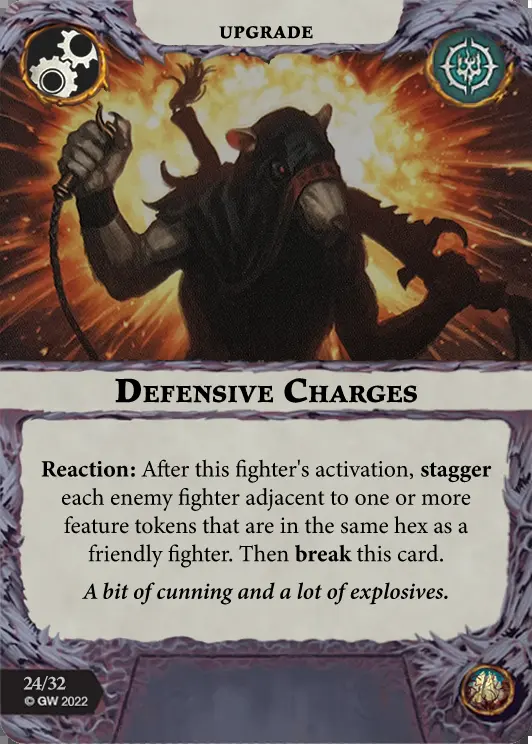 UPGRADE
DEFENSIVE CHARGES
Reaction: After this fighter's activation, stagger
each enemy fighter adjacent to one or more
feature tokens that are in the same hex as a
friendly fighter. Then break this card.
A bit of cunning and a lot of explosives.
24/32
© GW 2022